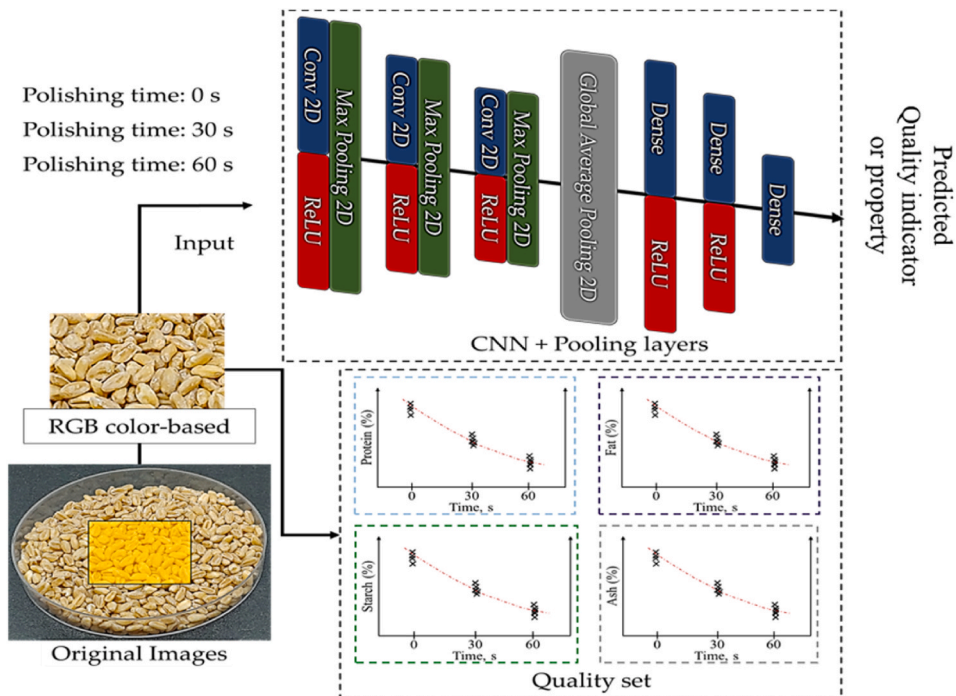 Polishing time: 0 s
Polishing time: 30 s
Polishing time: 60 s
Input
Conv 2D
ReLU
Max Pooling 2D
Conv 2D
ReLU
Max Pooling 2D
Conv 2D
ReLU
Max Pooling 2D
Global Average Pooling 2D
Dense
ReLU
Dense
ReLU
Dense
CNN + Pooling layers
Predicted
Quality indicator
or property
RGB color-based
Original Images
Protein (%)
0 30 60
Time, s
Fat (%)
0 30 60
Time, s
Starch (%)
0 30 60
Time, s
Ash (%)
0 30 60
Time, s
Quality set